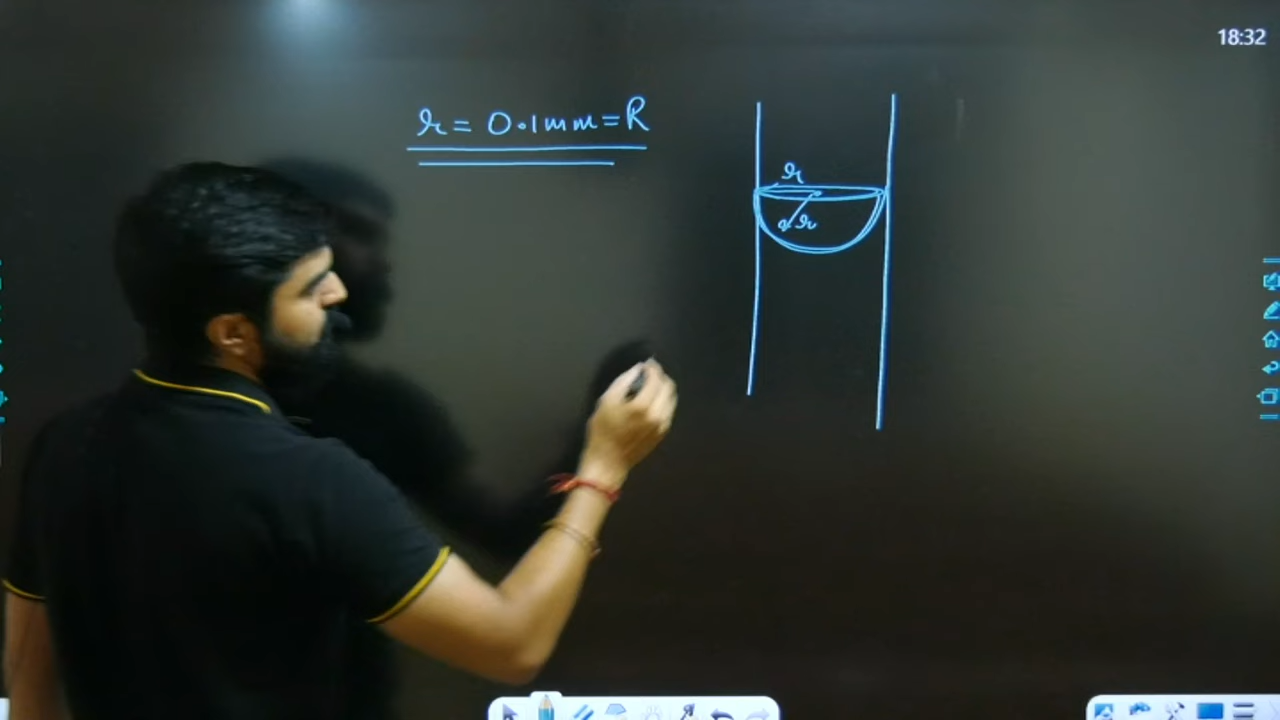 18:32
r = 0.1mm = R
r
r